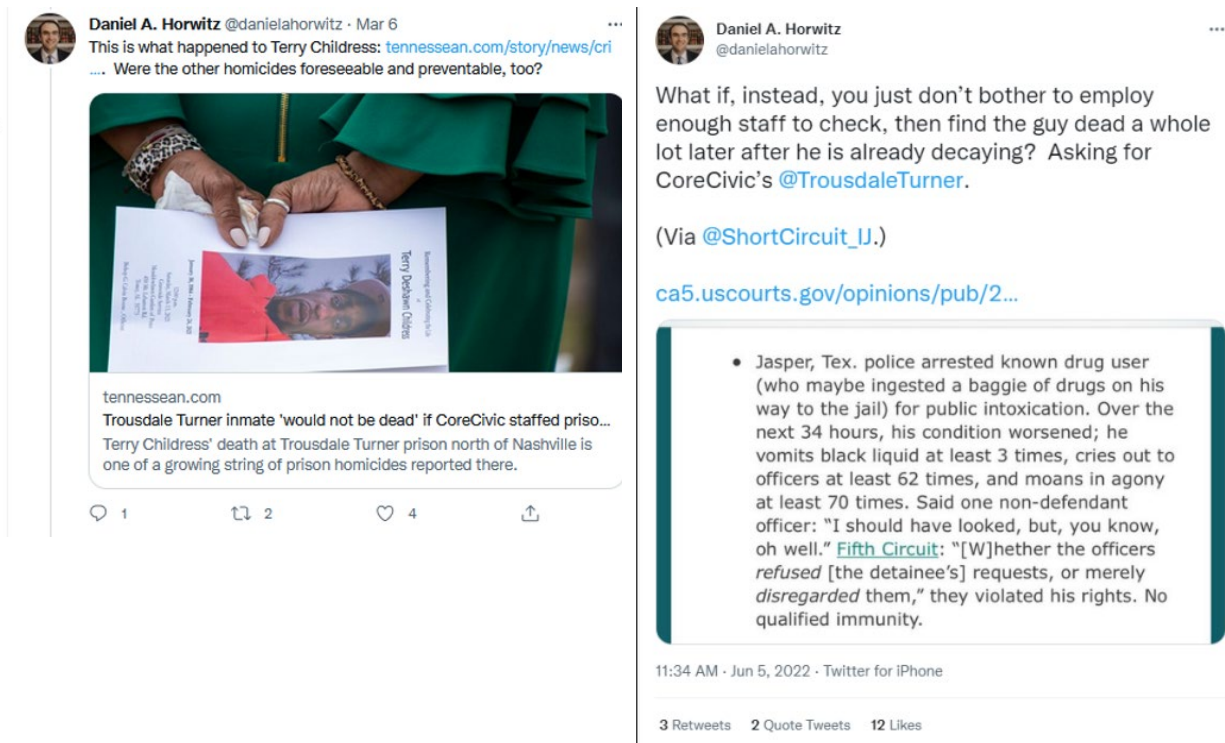 Daniel A. Horwitz @danielahorwitz · Mar 6
This is what happened to Terry Childress: tennessean.com/story/news/cri
.... Were the other homicides foreseeable and preventable, too?
Remembering and Celebrating the Life
of
Terry Deshawn Childress
tennessean.com
Trousdale Turner inmate 'would not be dead' if CoreCivic staffed priso...
Terry Childress' death at Trousdale Turner prison north of Nashville is
one of a growing string of prison homicides reported there.
1 2 4
Daniel A. Horwitz
@danielahorwitz
What if, instead, you just don’t bother to employ
enough staff to check, then find the guy dead a whole
lot later after he is already decaying? Asking for
CoreCivic’s @TrousdaleTurner.
(Via @ShortCircuit_IJ.)
ca5.uscourts.gov/opinions/pub/2...
• Jasper, Tex. police arrested known drug user
(who maybe ingested a baggie of drugs on his
way to the jail) for public intoxication. Over the
next 34 hours, his condition worsened; he
vomits black liquid at least 3 times, cries out to
officers at least 62 times, and moans in agony
at least 70 times. Said one non-defendant
officer: “I should have looked, but, you know,
oh well.” Fifth Circuit: “[W]hether the officers
refused [the detainee’s] requests, or merely
disregarded them,” they violated his rights. No
qualified immunity.
11:34 AM · Jun 5, 2022 · Twitter for iPhone
3 Retweets 2 Quote Tweets 12 Likes